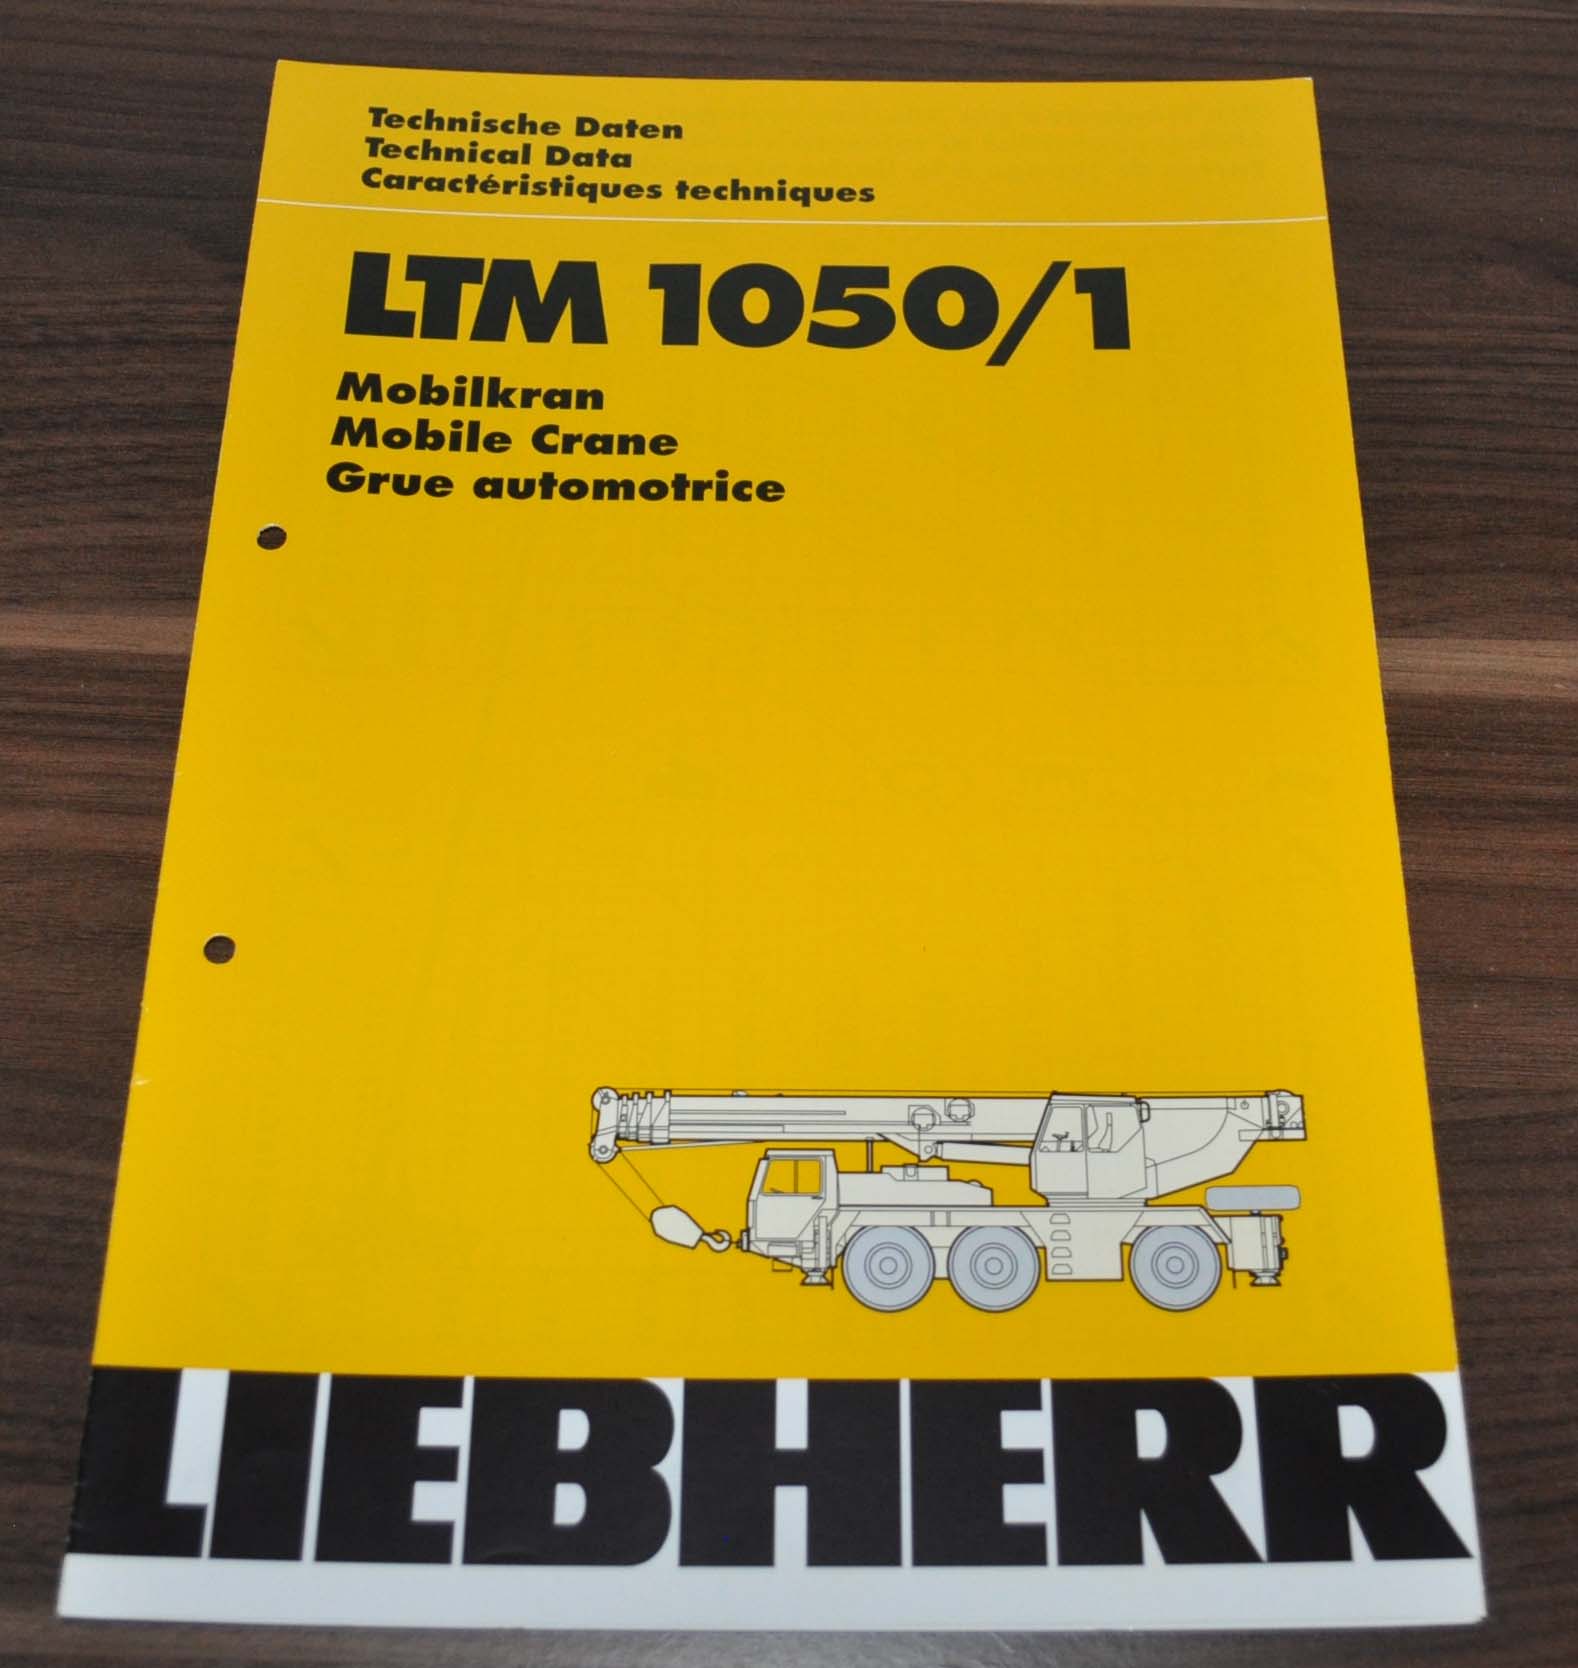 Technische Daten
Technical Data
Caractéristiques techniques
LTM 1050/1
Mobilkran
Mobile Crane
Grue automotrice
LIEBHERR